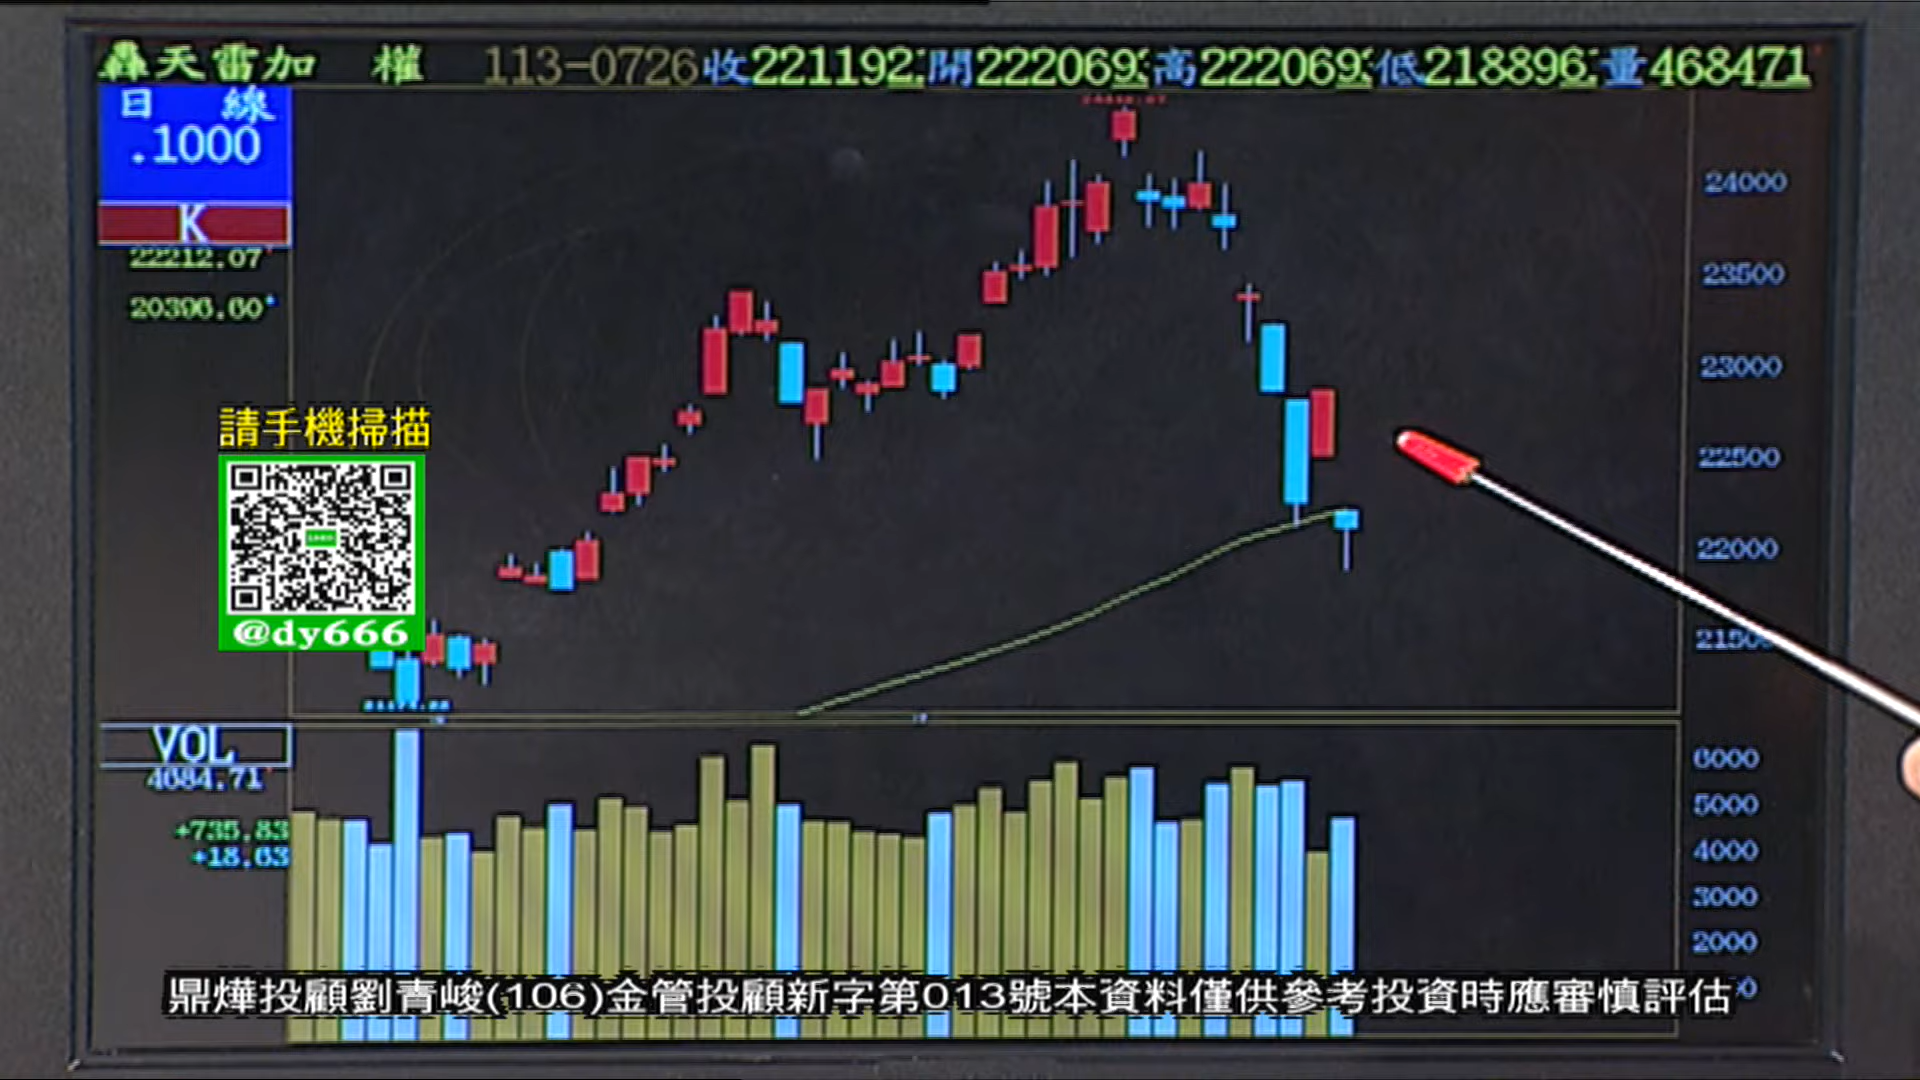 轟天雷加 權 113-0726收221192.開222069.高222069.低218896.量468471
日 線
.1000
K
22212.07
20396.60
24000
23500
23000
22500
22000
請手機掃描
@dy666
VOL
4684.71
+735.83
+18.63
6000
5000
4000
3000
2000
鼎燁投顧劉青峻(106)金管投顧新字第013號本資料僅供參考投資時應審慎評估